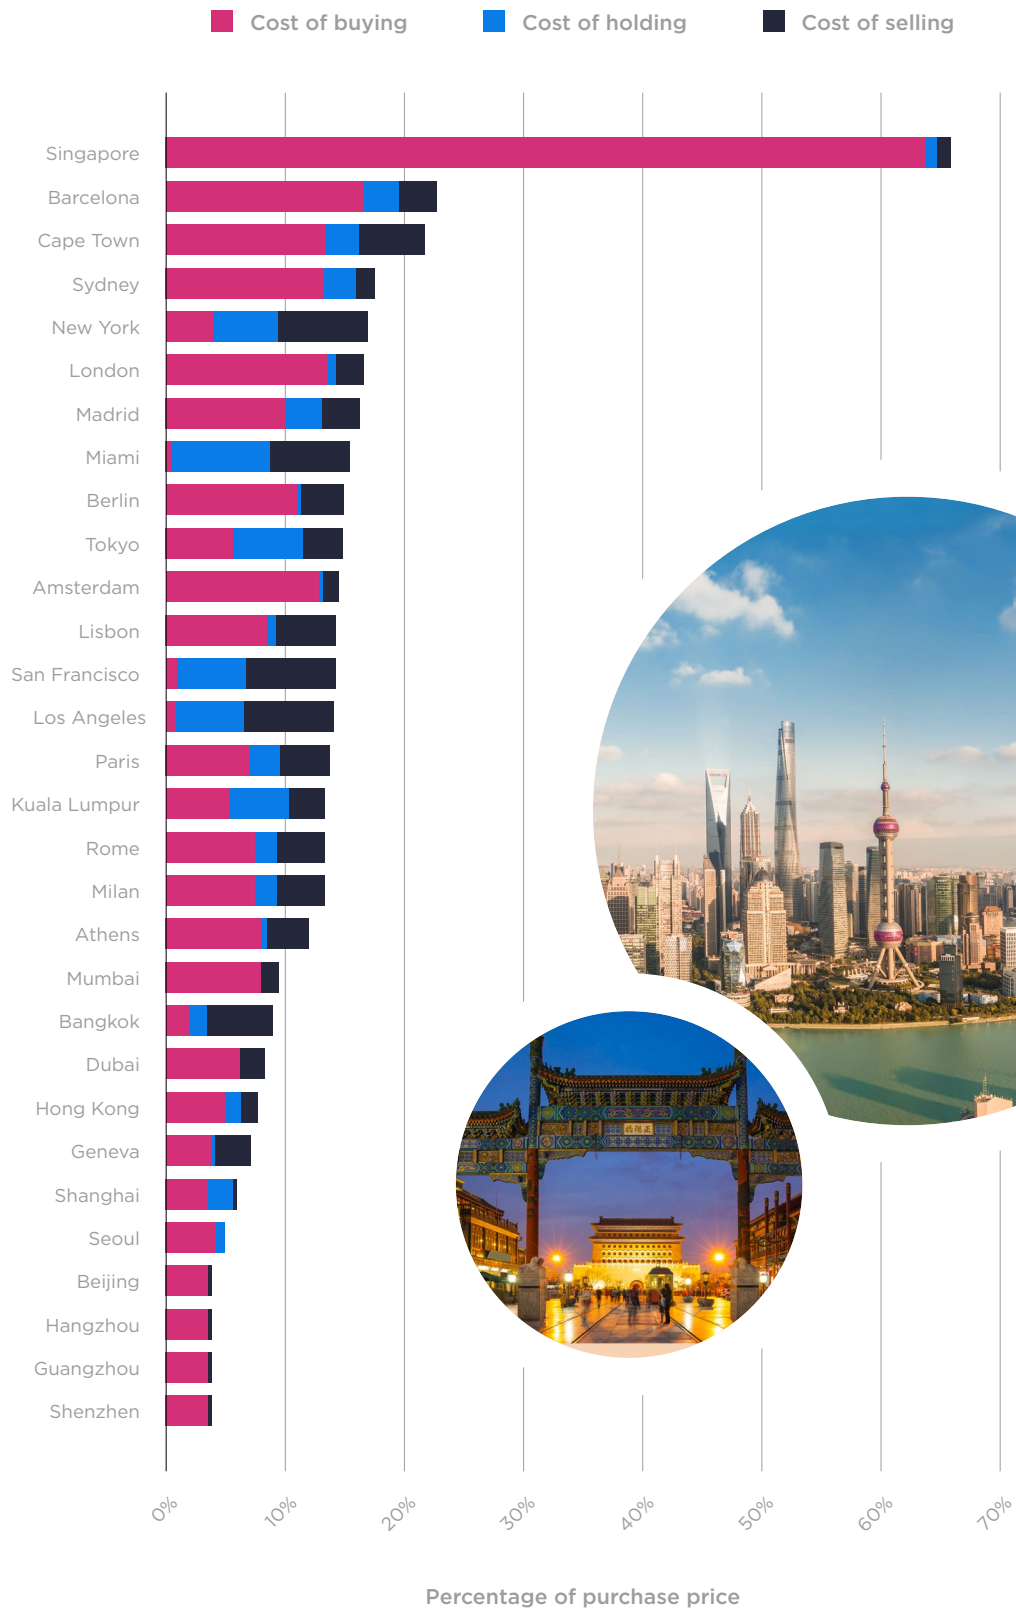 Cost of buying
Cost of holding
Cost of selling
Singapore
Barcelona
Cape Town
Sydney
New York
London
Madrid
Miami
Berlin
Tokyo
Amsterdam
Lisbon
San Francisco
Los Angeles
Paris
Kuala Lumpur
Rome
Milan
Athens
Mumbai
Bangkok
Dubai
Hong Kong
Geneva
Shanghai
Seoul
Beijing
Hangzhou
Guangzhou
Shenzhen
0%
10%
20%
30%
40%
50%
60%
70%
Percentage of purchase price